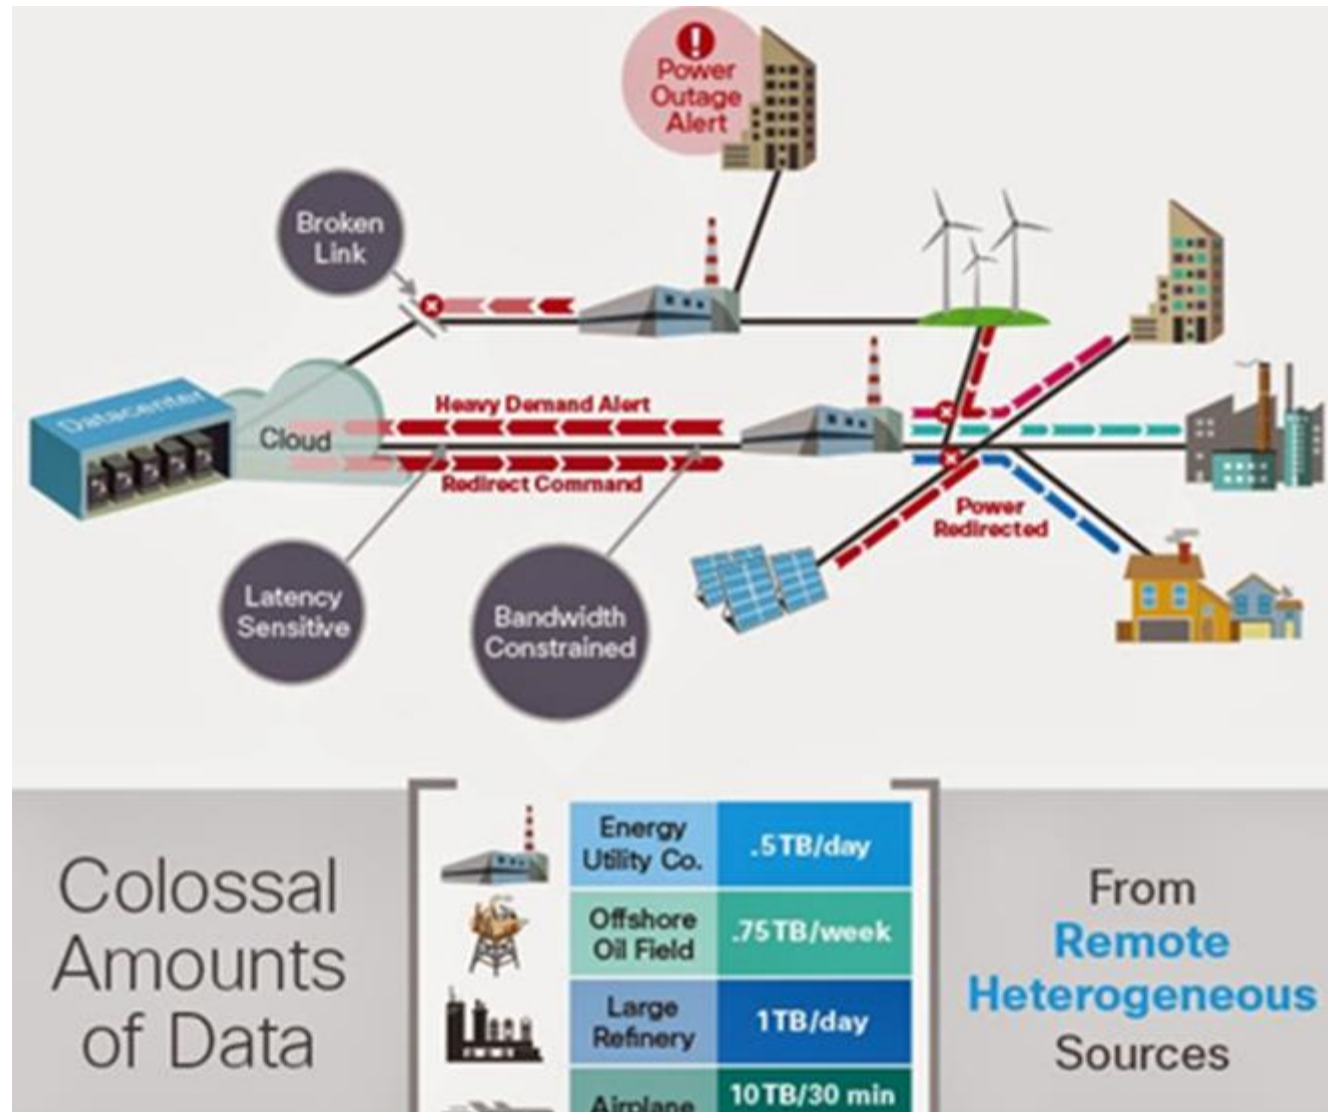 Power
Outage
Alert
Broken
Link
Datacenter
Cloud
Heavy Demand Alert
Redirect Command
Power
Redirected
Latency
Sensitive
Bandwidth
Constrained
Colossal
Amounts
of Data
Energy
Utility Co.
.5TB/day
Offshore
Oil Field
.75TB/week
Large
Refinery
1TB/day
Airplane
10TB/30 min
From
Remote
Heterogeneous
Sources